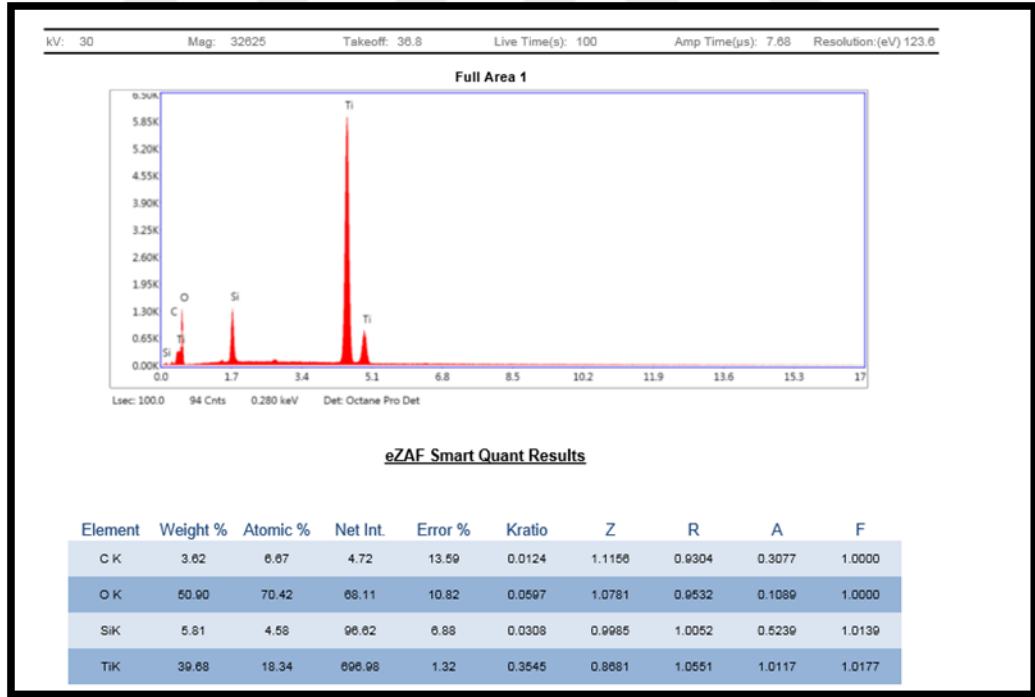 kV: 30 Mag: 32625 Takeoff: 36.8 Live Time(s): 100 Amp Time(µs): 7.68 Resolution:(eV) 123.6
Full Area 1
6.50K
5.85K
5.20K
4.55K
3.90K
3.25K
2.60K
1.95K
1.30K
0.65K
0.00K
Ti
O
Si
C
Ti
Ti
Si
0.0 1.7 3.4 5.1 6.8 8.5 10.2 11.9 13.6 15.3 17
Lsec: 100.0 94 Cnts 0.280 keV Det: Octane Pro Det
eZAF Smart Quant Results
Element Weight % Atomic % Net Int. Error % Kratio Z R A F
C K 3.62 6.67 4.72 13.59 0.0124 1.1156 0.9304 0.3077 1.0000
O K 50.90 70.42 68.11 10.82 0.0597 1.0781 0.9532 0.1089 1.0000
SiK 5.81 4.58 96.62 6.88 0.0308 0.9985 1.0052 0.5239 1.0139
TiK 39.68 18.34 696.98 1.32 0.3545 0.8681 1.0551 1.0117 1.0177